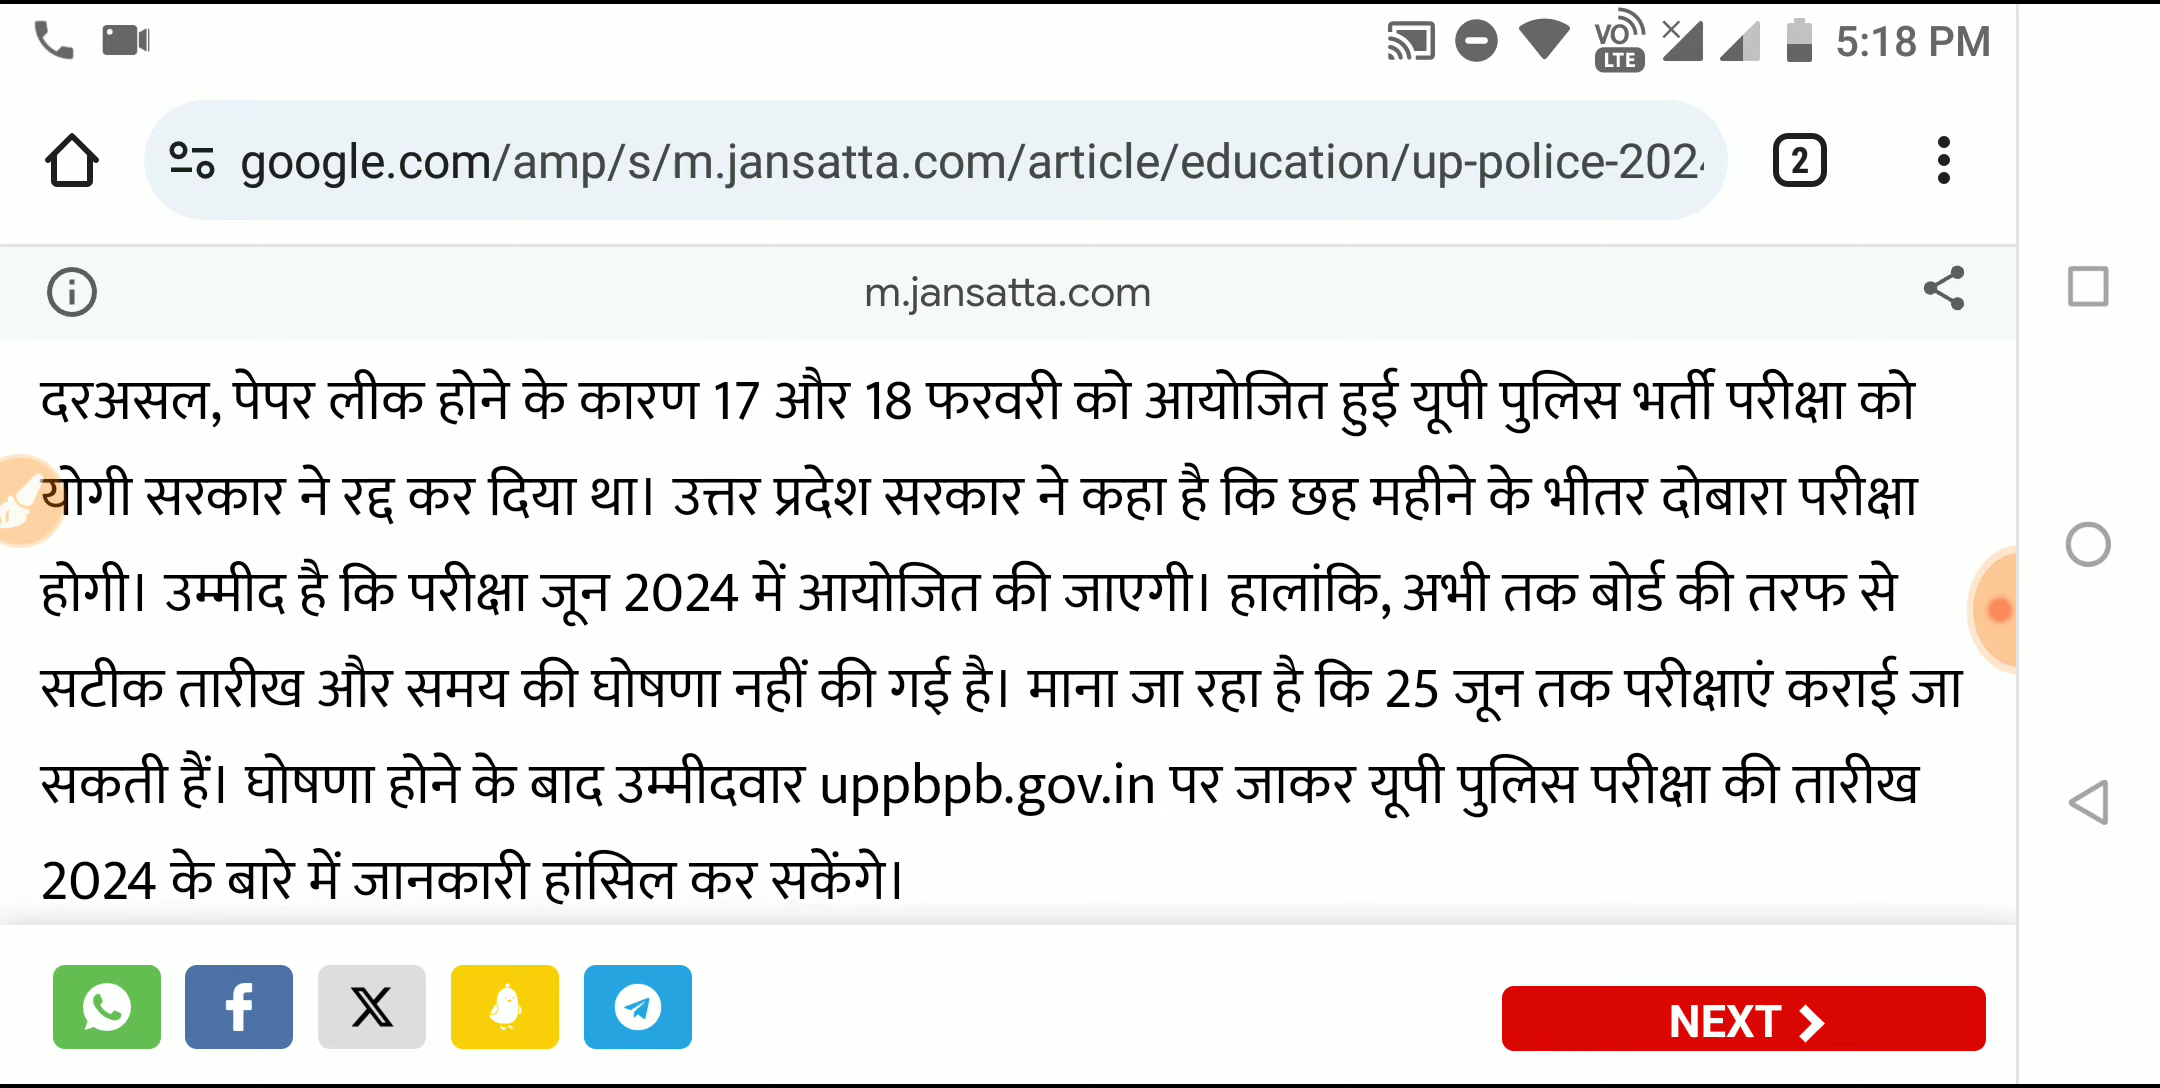 VO LTE 5:18 PM
google.com/amp/s/m.jansatta.com/article/education/up-police-202 2
m.jansatta.com
दरअसल, पेपर लीक होने के कारण 17 और 18 फरवरी को आयोजित हुई यूपी पुलिस भर्ती परीक्षा को
योगी सरकार ने रद्द कर दिया था। उत्तर प्रदेश सरकार ने कहा है कि छह महीने के भीतर दोबारा परीक्षा
होगी। उम्मीद है कि परीक्षा जून 2024 में आयोजित की जाएगी। हालांकि, अभी तक बोर्ड की तरफ से
सटीक तारीख और समय की घोषणा नहीं की गई है। माना जा रहा है कि 25 जून तक परीक्षाएं कराई जा
सकती हैं। घोषणा होने के बाद उम्मीदवार uppbpb.gov.in पर जाकर यूपी पुलिस परीक्षा की तारीख
2024 के बारे में जानकारी हांसिल कर सकेंगे।
NEXT